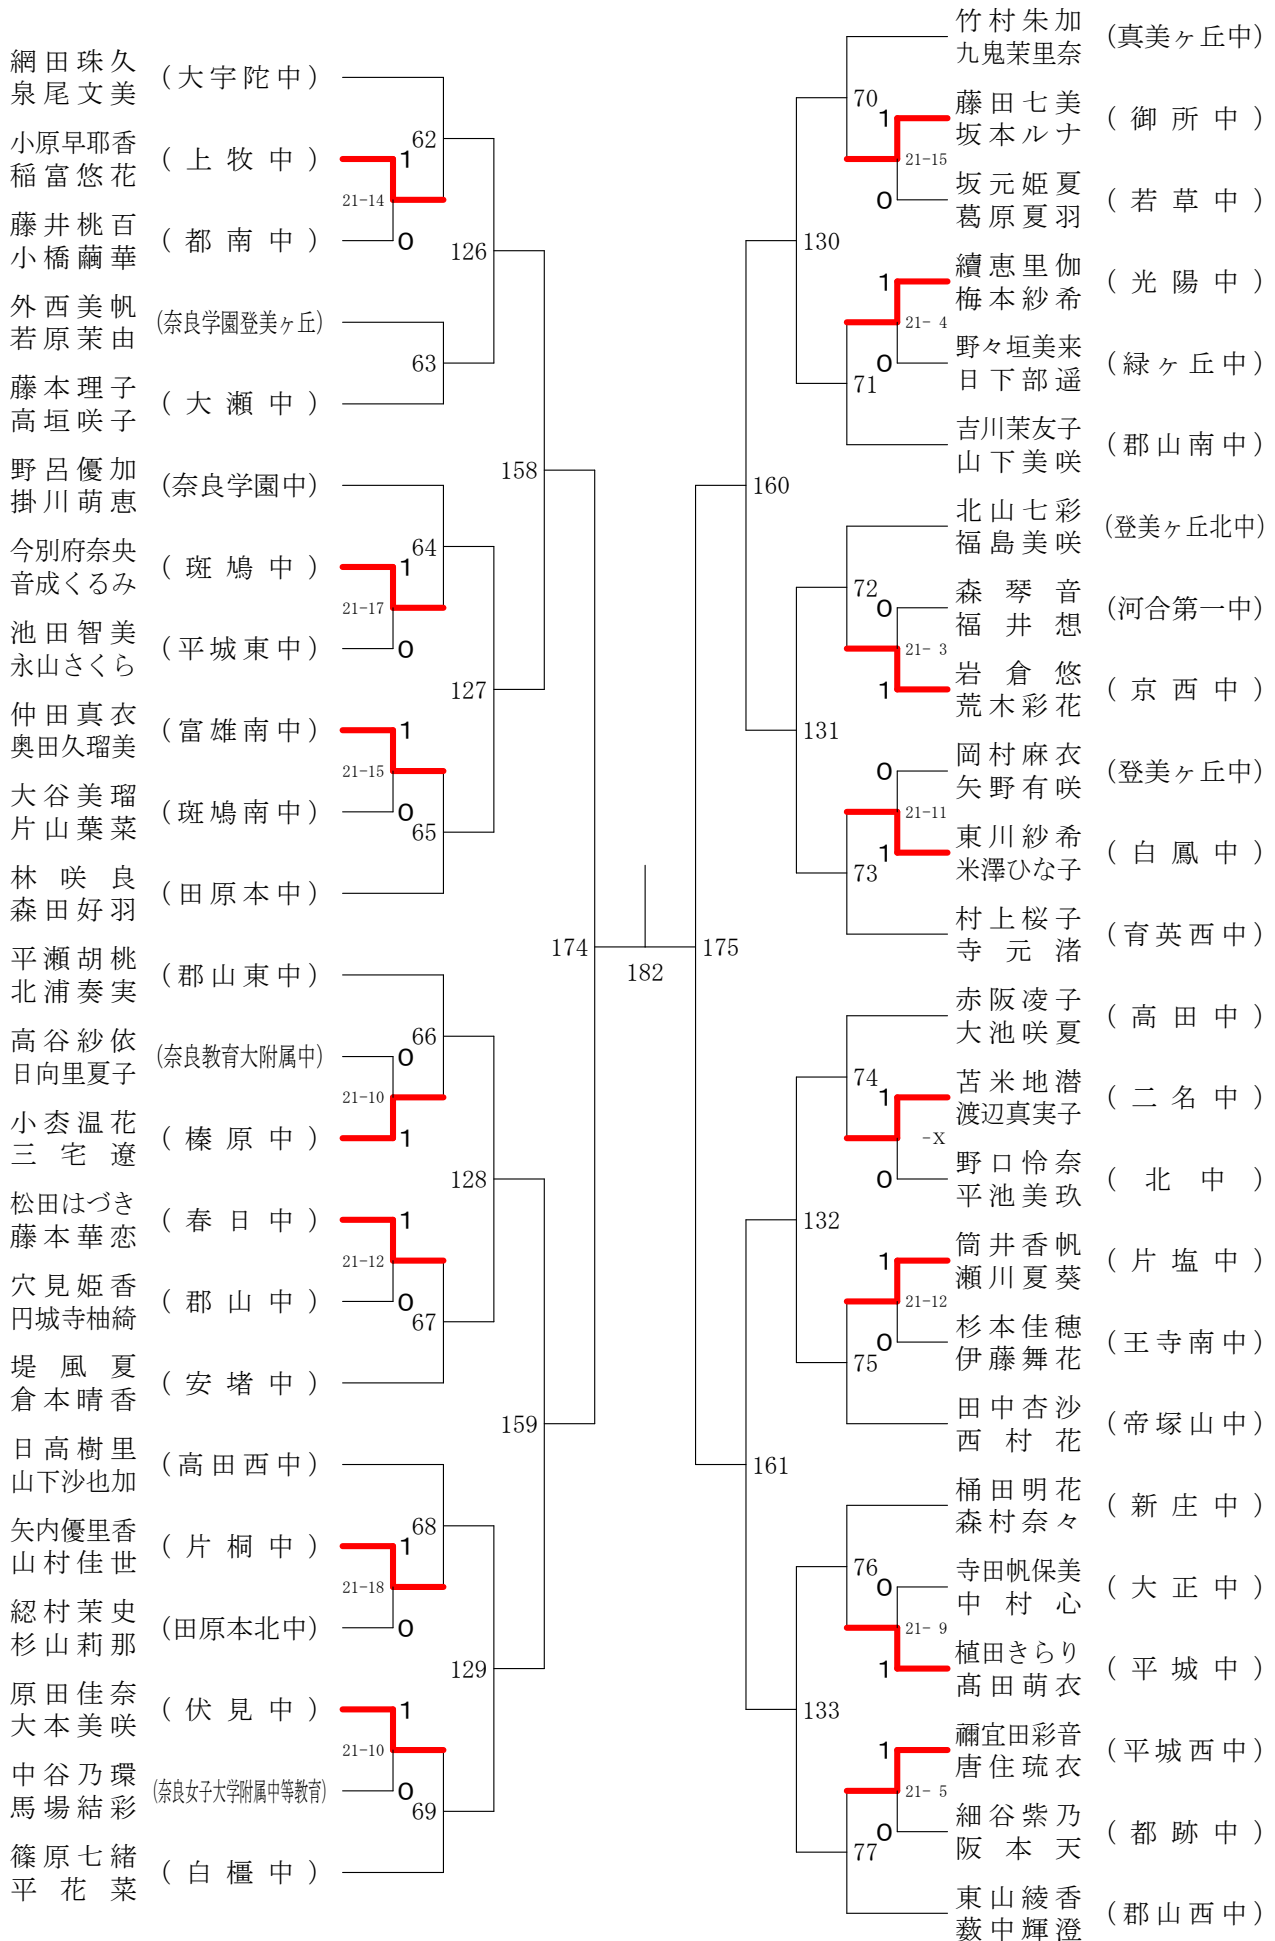 網田珠久
泉尾文美
(大宇陀中)
62
小原早耶香
稲富悠花
(上牧中)
1
21-14
藤井桃百
小橋繭華
(都南中)
0
126
外西美帆
若原茉由
(奈良学園登美ヶ丘)
63
藤本理子
高垣咲子
(大瀬中)
158
野呂優加
掛川萌恵
(奈良学園中)
64
今別府奈央
音成くるみ
(斑鳩中)
1
21-17
池田智美
永山さくら
(平城東中)
0
127
仲田真衣
奥田久瑠美
(富雄南中)
1
21-15
大谷美瑠
片山葉菜
(斑鳩南中)
0
65
林咲良
森田好羽
(田原本中)
174
平瀬胡桃
北浦奏実
(郡山東中)
66
高谷紗依
日向里夏子
(奈良教育大附属中)
0
21-10
小枩温花
三宅遼
(榛原中)
1
128
松田はづき
藤本華恋
(春日中)
1
21-12
穴見姫香
円城寺柚綺
(郡山中)
0
67
堤風夏
倉本晴香
(安堵中)
159
日高樹里
山下沙也加
(高田西中)
68
矢内優里香
山村佳世
(片桐中)
1
21-18
綛村茉史
杉山莉那
(田原本北中)
0
129
原田佳奈
大本美咲
(伏見中)
1
21-10
中谷乃環
馬場結彩
(奈良女子大学附属中等教育)
0
69
篠原七緒
平花菜
(白橿中)
182
竹村朱加
九鬼茉里奈
(真美ヶ丘中)
70
1
藤田七美
坂本ルナ
(御所中)
21-15
0
坂元姫夏
葛原夏羽
(若草中)
130
1
續恵里伽
梅本紗希
(光陽中)
21- 4
0
野々垣美来
日下部遥
(緑ヶ丘中)
71
吉川茉友子
山下美咲
(郡山南中)
160
北山七彩
福島美咲
(登美ヶ丘北中)
72
0
森琴音
福井想
(河合第一中)
21- 3
1
岩倉悠
荒木彩花
(京西中)
131
0
岡村麻衣
矢野有咲
(登美ヶ丘中)
21-11
1
東川紗希
米澤ひな子
(白鳳中)
73
村上桜子
寺元渚
(育英西中)
175
赤阪凌子
大池咲夏
(高田中)
74
1
苫米地潜
渡辺真実子
(二名中)
-X
0
野口怜奈
平池美玖
(北中)
132
1
筒井香帆
瀬川夏葵
(片塩中)
21-12
0
杉本佳穂
伊藤舞花
(王寺南中)
75
田中杏沙
西村花
(帝塚山中)
161
桶田明花
森村奈々
(新庄中)
76
0
寺田帆保美
中村心
(大正中)
21- 9
1
植田きらり
髙田萌衣
(平城中)
133
1
禰宜田彩音
唐住琉衣
(平城西中)
21- 5
0
細谷紫乃
阪本天
(都跡中)
77
東山綾香
薮中輝澄
(郡山西中)